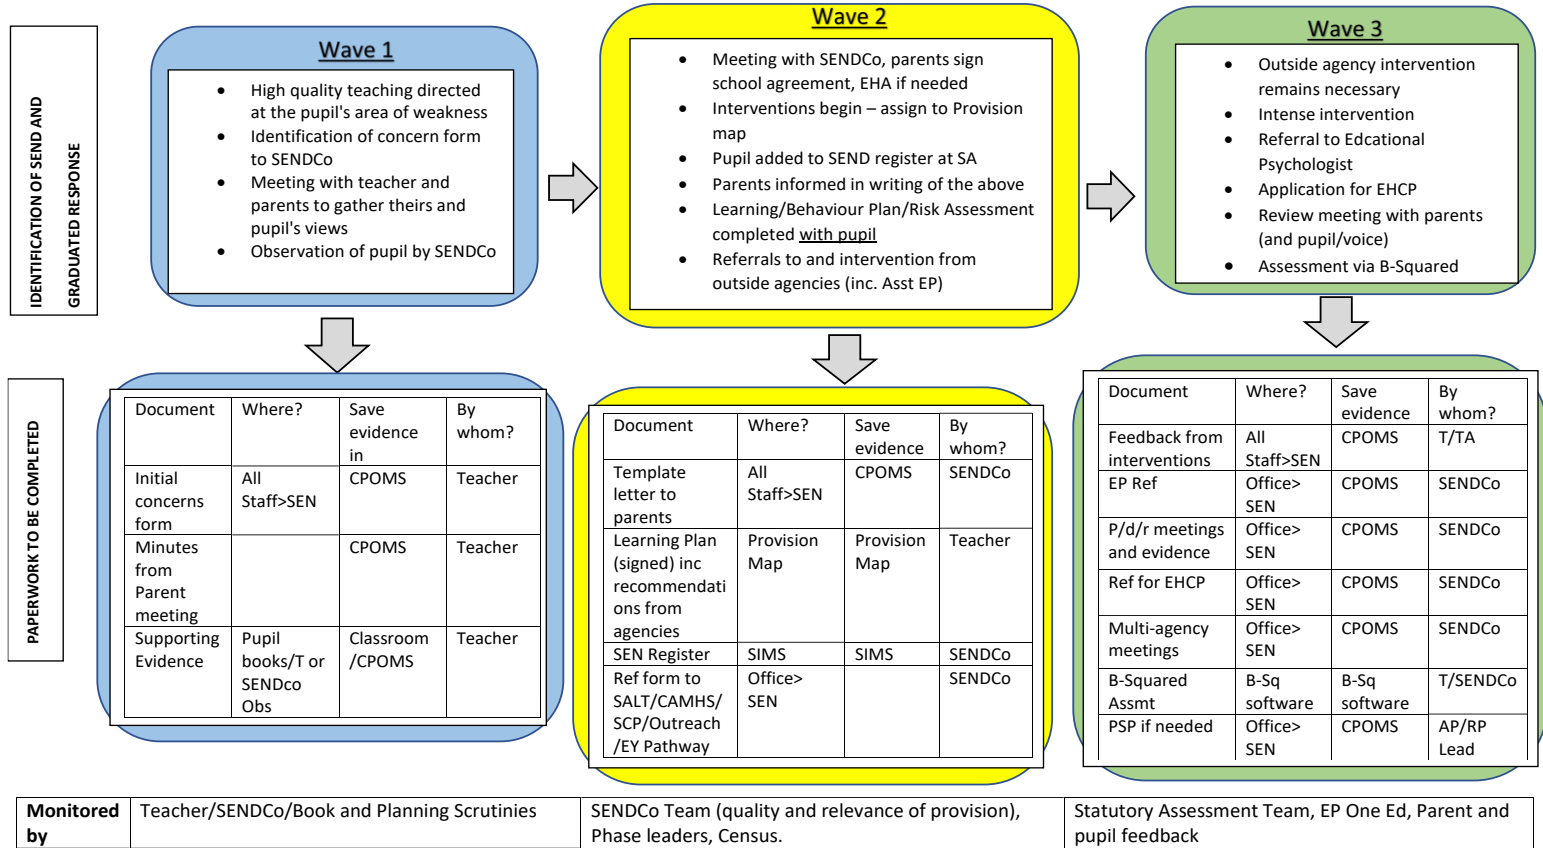 IDENTIFICATION OF SEND AND
GRADUATED RESPONSE
Wave 1
High quality teaching directed
at the pupil's area of weakness
Identification of concern form
to SENDCo
Meeting with teacher and
parents to gather theirs and
pupil's views
Observation of pupil by SENDCo
Wave 2
Meeting with SENDCo, parents sign
school agreement, EHA if needed
Interventions begin – assign to Provision
map
Pupil added to SEND register at SA
Parents informed in writing of the above
Learning/Behaviour Plan/Risk Assessment
completed with pupil
Referrals to and intervention from
outside agencies (inc. Asst EP)
Wave 3
Outside agency intervention
remains necessary
Intense intervention
Referral to Edcational
Psychologist
Application for EHCP
Review meeting with parents
(and pupil/voice)
Assessment via B-Squared
PAPERWORK TO BE COMPLETED
Document Where? Save By
evidence whom?
in
Initial All CPOMS Teacher
concerns Staff>SEN
form
Minutes CPOMS Teacher
from
Parent
meeting
Supporting Pupil Classroom Teacher
Evidence books/T or /CPOMS
SENDco
Obs
Document Where? Save By
evidence whom?
Template All CPOMS SENDCo
letter to Staff>SEN
parents
Learning Plan Provision Provision Teacher
(signed) inc Map Map
recommendati
ons from
agencies
SEN Register SIMS SIMS SENDCo
Ref form to Office> SENDCo
SALT/CAMHS/ SEN
SCP/Outreach
/EY Pathway
Document Where? Save By
evidence whom?
Feedback from All CPOMS T/TA
interventions Staff>SEN
EP Ref Office> CPOMS SENDCo
SEN
P/d/r meetings Office> CPOMS SENDCo
and evidence SEN
Ref for EHCP Office> CPOMS SENDCo
SEN
Multi-agency Office> CPOMS SENDCo
meetings SEN
B-Squared B-Sq B-Sq T/SENDCo
Assmt software software
PSP if needed Office> CPOMS AP/RP
SEN Lead
Monitored Teacher/SENDCo/Book and Planning Scrutinies SENDCo Team (quality and relevance of provision), Statutory Assessment Team, EP One Ed, Parent and
by Phase leaders, Census. pupil feedback